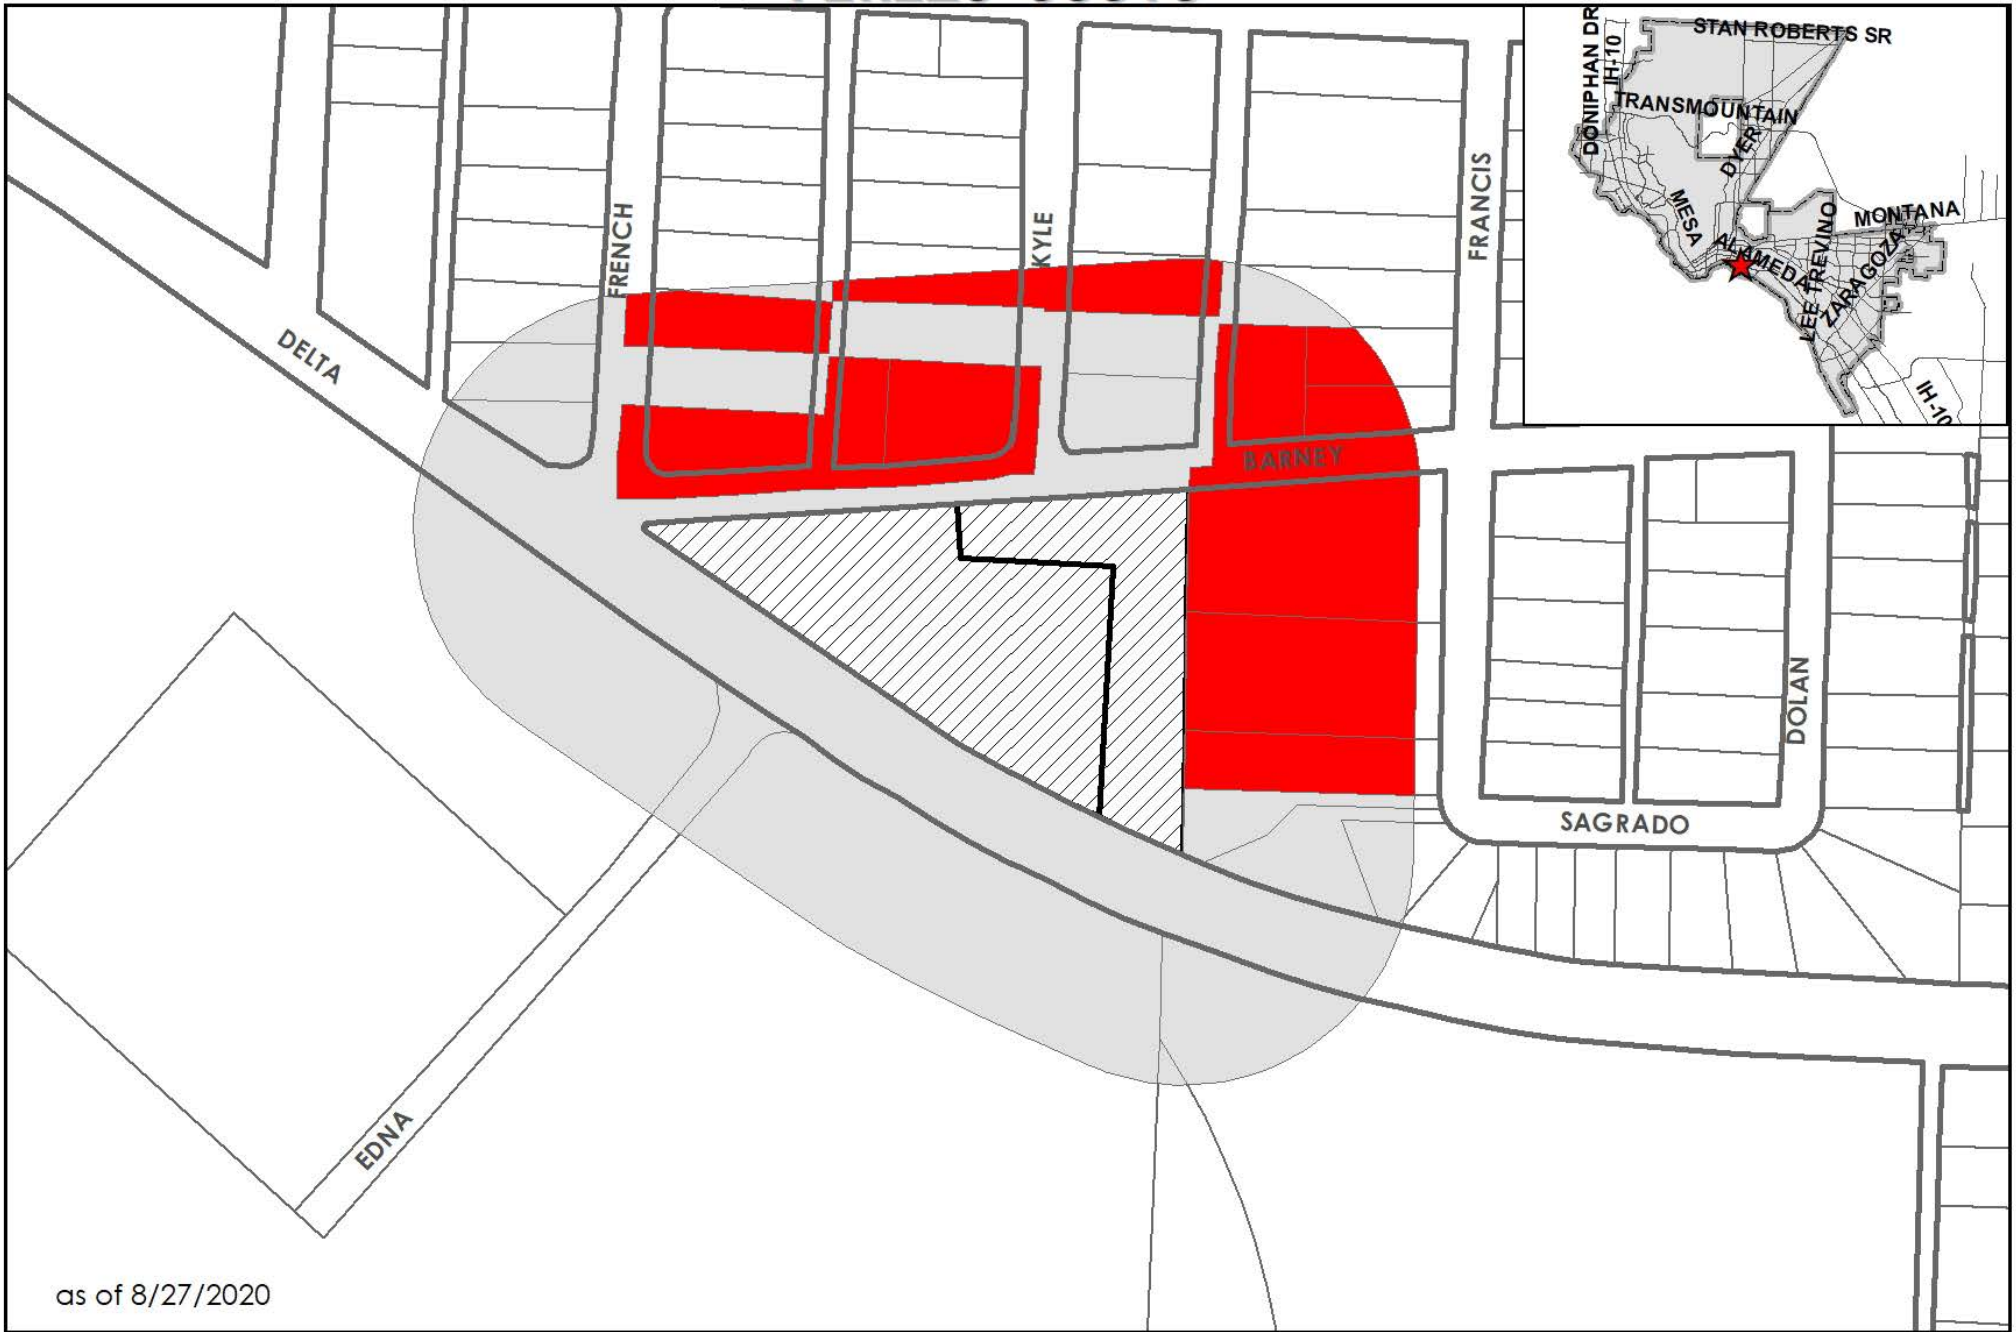 STAN ROBERTS SR
DONIPHAN DR
IH-10
TRANSMOUNTAIN
DYER
MESA
MONTANA
ALAMEDA
LEE TREVINO
ZARAGOZA
IH-10
FRENCH
KYLE
FRANCIS
DELTA
BARNEY
DOLAN
SAGRADO
EDNA
as of 8/27/2020